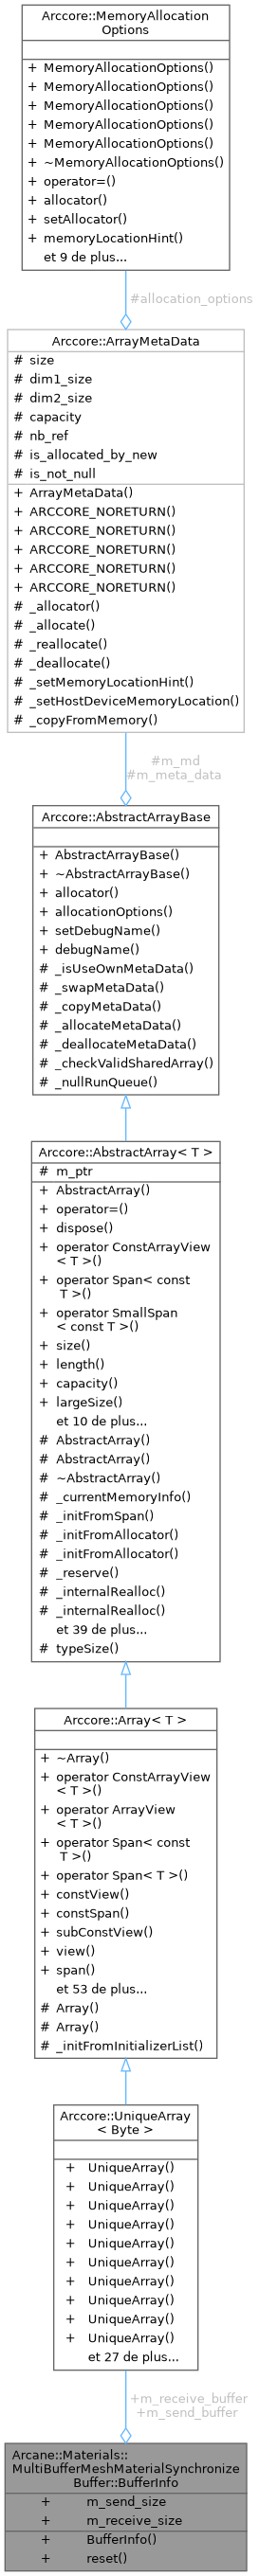 Arccore::MemoryAllocation
Options
+ MemoryAllocationOptions()
+ MemoryAllocationOptions()
+ MemoryAllocationOptions()
+ MemoryAllocationOptions()
+ MemoryAllocationOptions()
+ ~MemoryAllocationOptions()
+ operator=()
+ allocator()
+ setAllocator()
+ memoryLocationHint()
et 9 de plus...
#allocation_options
Arccore::ArrayMetaData
# size
# dim1_size
# dim2_size
# capacity
# nb_ref
# is_allocated_by_new
# is_not_null
+ ArrayMetaData()
+ ARCCORE_NORETURN()
+ ARCCORE_NORETURN()
+ ARCCORE_NORETURN()
+ ARCCORE_NORETURN()
+ ARCCORE_NORETURN()
# _allocator()
# _allocate()
# _reallocate()
# _deallocate()
# _setMemoryLocationHint()
# _setHostDeviceMemoryLocation()
# _copyFromMemory()
#m_md
#m_meta_data
Arccore::AbstractArrayBase
+ AbstractArrayBase()
+ ~AbstractArrayBase()
+ allocator()
+ allocationOptions()
+ setDebugName()
+ debugName()
# _isUseOwnMetaData()
# _swapMetaData()
# _copyMetaData()
# _allocateMetaData()
# _deallocateMetaData()
# _checkValidSharedArray()
# _nullRunQueue()
Arccore::AbstractArray< T >
# m_ptr
+ AbstractArray()
+ operator=()
+ dispose()
+ operator ConstArrayView
< T >()
+ operator Span< const
T >()
+ operator SmallSpan
< const T >()
+ size()
+ length()
+ capacity()
+ largeSize()
et 10 de plus...
# AbstractArray()
# AbstractArray()
# ~AbstractArray()
# _currentMemoryInfo()
# _initFromSpan()
# _initFromAllocator()
# _initFromAllocator()
# _reserve()
# _internalRealloc()
# _internalRealloc()
et 39 de plus...
# typeSize()
Arccore::Array< T >
+ ~Array()
+ operator ConstArrayView
< T >()
+ operator ArrayView
< T >()
+ operator Span< const
T >()
+ operator Span< T >()
+ constView()
+ constSpan()
+ subConstView()
+ view()
+ span()
et 53 de plus...
# Array()
# Array()
# _initFromInitializerList()
Arccore::UniqueArray
< Byte >
+ UniqueArray()
+ UniqueArray()
+ UniqueArray()
+ UniqueArray()
+ UniqueArray()
+ UniqueArray()
+ UniqueArray()
+ UniqueArray()
+ UniqueArray()
+ UniqueArray()
et 27 de plus...
+m_receive_buffer
+m_send_buffer
Arcane::Materials::
MultiBufferMeshMaterialSynchronize
Buffer::BufferInfo
+ m_send_size
+ m_receive_size
+ BufferInfo()
+ reset()